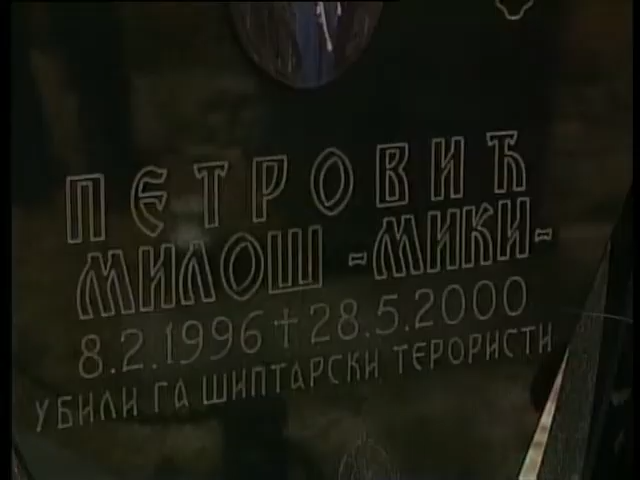 ПЕТРОВИЋ
МИЛОШ -МИКИ-
8.2.1996 † 28.5.2000
УБИЛИ ГА ШИПТАРСКИ ТЕРОРИСТИ